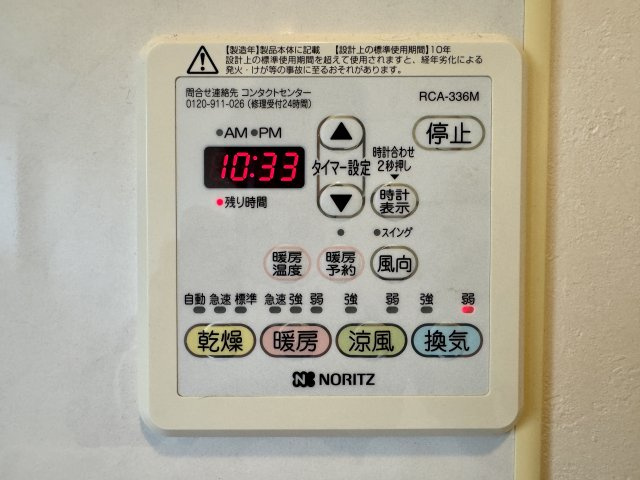 【製造年】製品本体に記載 【設計上の標準使用期間】10年
設計上の標準使用期間を超えて使用されますと、経年劣化による
発火・けが等の事故に至るおそれがあります。
問合せ連絡先 コンタクトセンター
0120-911-026（修理受付24時間）
RCA-336M
AM PM
10:33
残り時間
タイマー設定
時計合わせ
2秒押し
停止
時計
表示
スイング
暖房
温度
暖房
予約
風向
自動 急速 標準 急速 強 弱 強 弱 強 弱
乾燥 暖房 涼風 換気
NORITZ